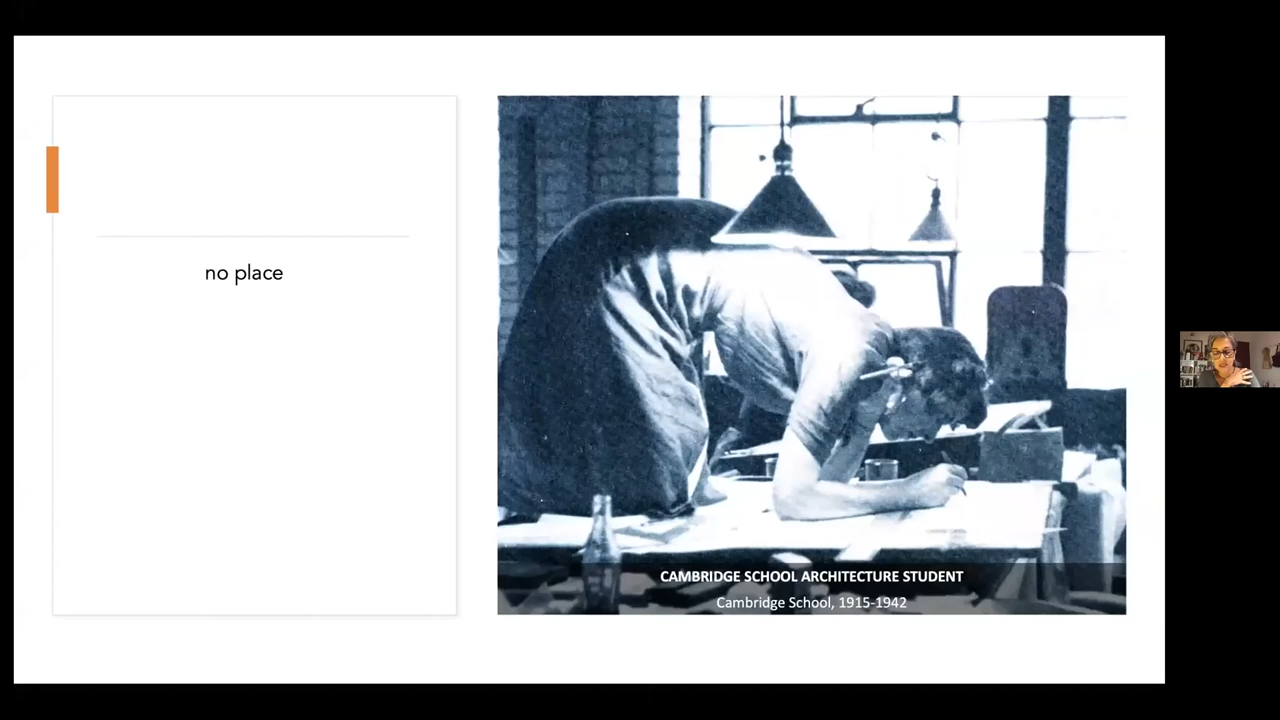 no place
CAMBRIDGE SCHOOL ARCHITECTURE STUDENT
Cambridge School, 1915-1942